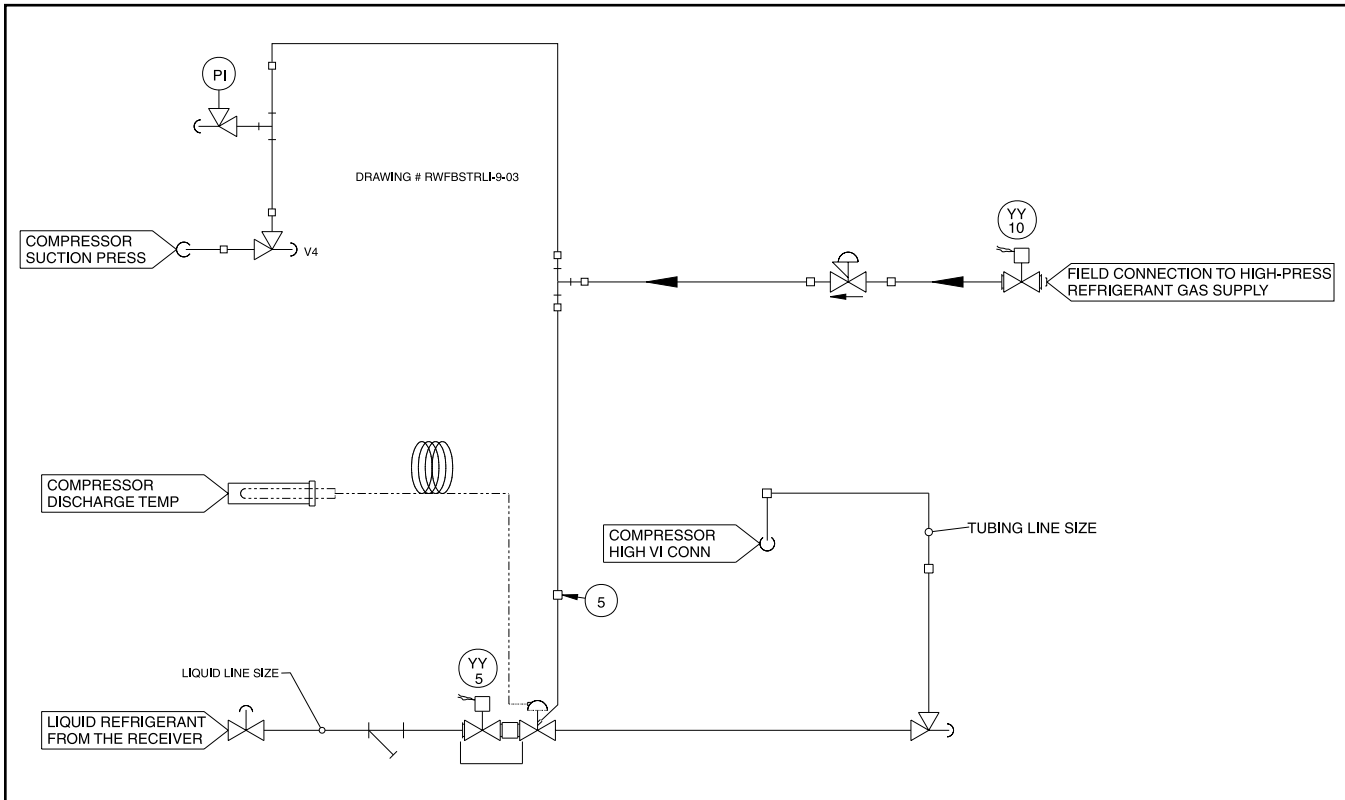 PI
DRAWING # RWFBSTRLI-9-03
COMPRESSOR
SUCTION PRESS
V4
YY
10
FIELD CONNECTION TO HIGH-PRESS
REFRIGERANT GAS SUPPLY
COMPRESSOR
DISCHARGE TEMP
COMPRESSOR
HIGH VI CONN
TUBING LINE SIZE
5
YY
5
LIQUID LINE SIZE
LIQUID REFRIGERANT
FROM THE RECEIVER